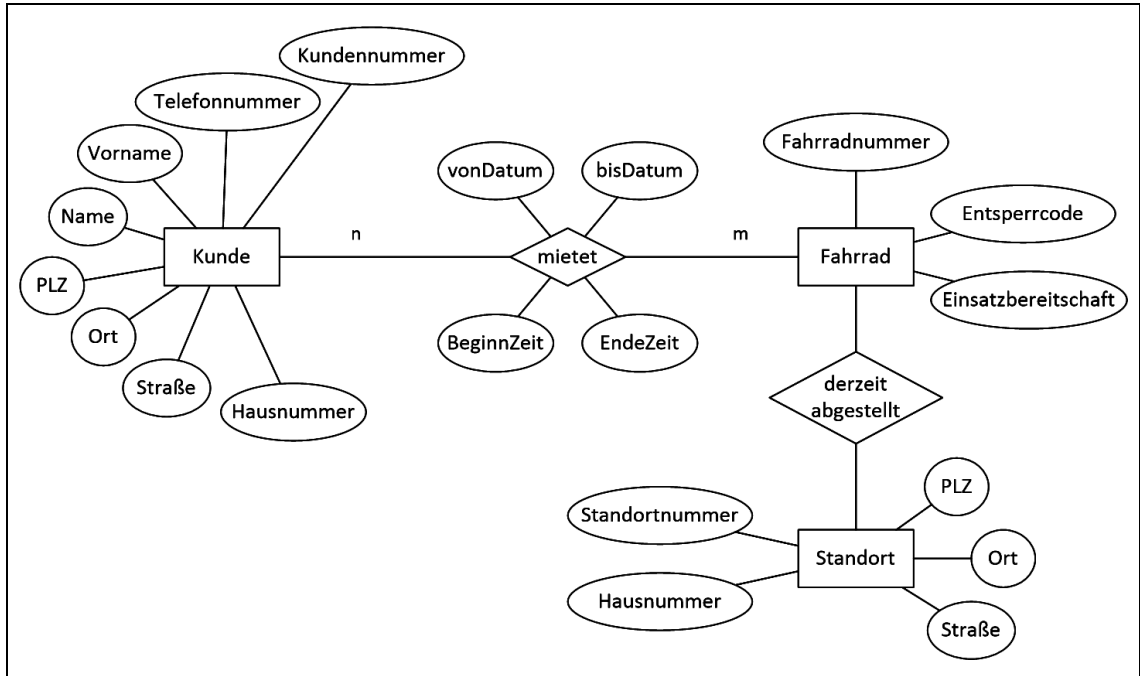 Kundennummer
Telefonnummer
Vorname
Name
PLZ
Ort
Straße
Hausnummer
Kunde
n
vonDatum
bisDatum
mietet
BeginnZeit
EndeZeit
m
Fahrradnummer
Entsperrcode
Fahrrad
Einsatzbereitschaft
derzeit
abgestellt
Standortnummer
PLZ
Standort
Ort
Hausnummer
Straße